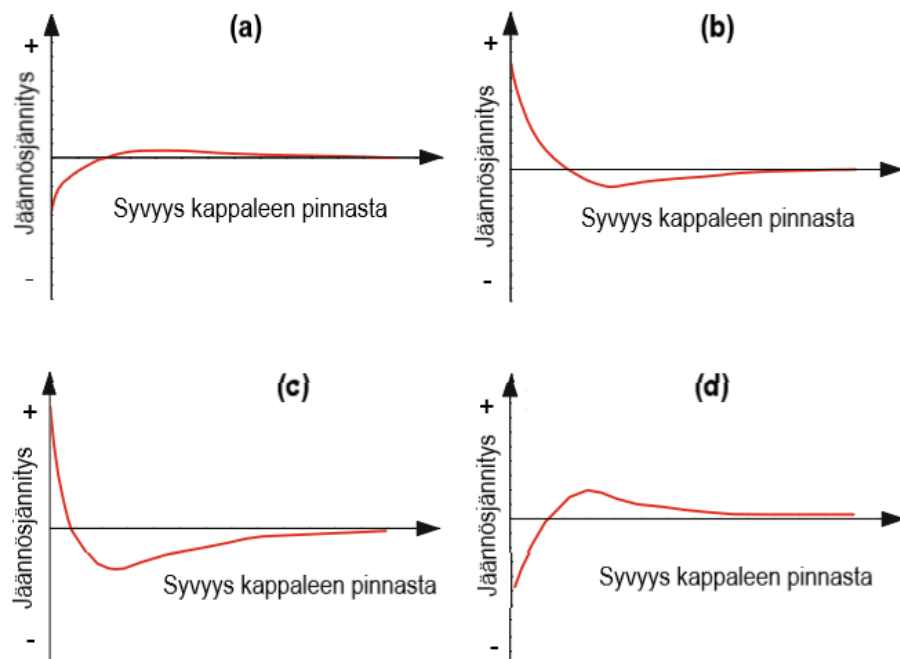 (a)
+
Jäännösjännitys
-
Syvyys kappaleen pinnasta
(b)
+
Jäännösjännitys
-
Syvyys kappaleen pinnasta
(c)
+
Jäännösjännitys
-
Syvyys kappaleen pinnasta
(d)
+
Jäännösjännitys
-
Syvyys kappaleen pinnasta